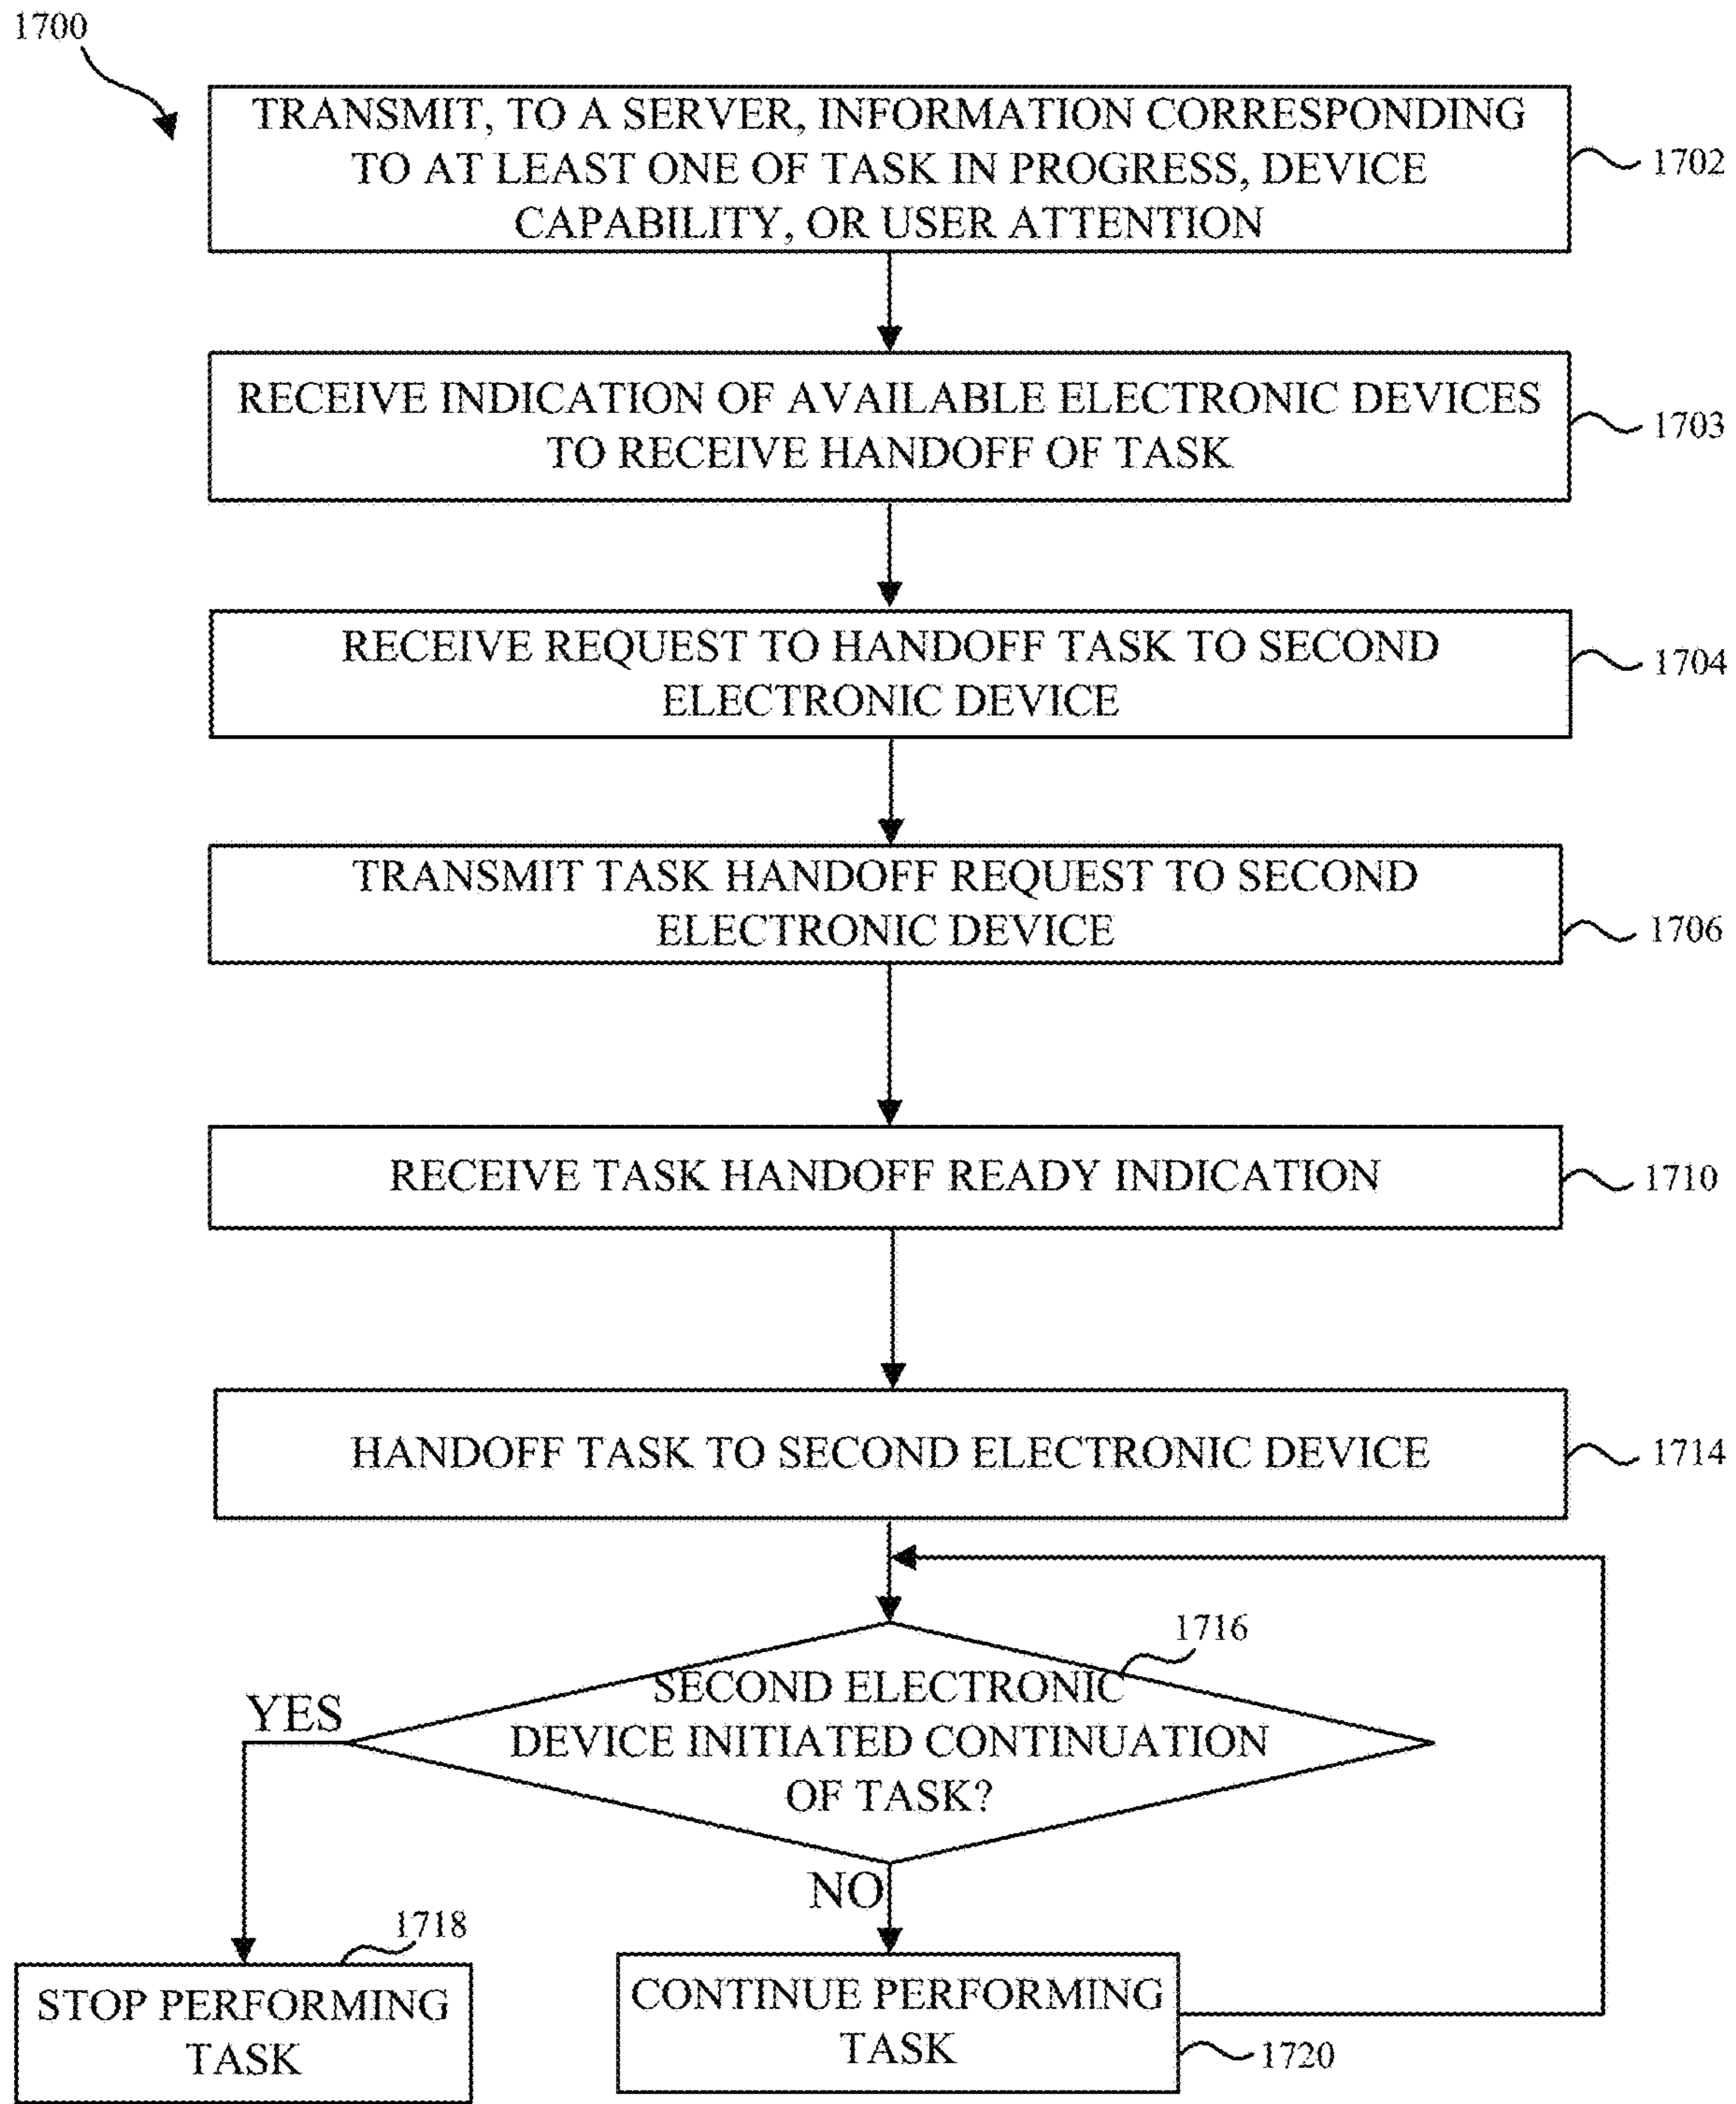 1700
TRANSMIT, TO A SERVER, INFORMATION CORRESPONDING
TO AT LEAST ONE OF TASK IN PROGRESS, DEVICE
CAPABILITY, OR USER ATTENTION
1702
RECEIVE INDICATION OF AVAILABLE ELECTRONIC DEVICES
TO RECEIVE HANDOFF OF TASK
1703
RECEIVE REQUEST TO HANDOFF TASK TO SECOND
ELECTRONIC DEVICE
1704
TRANSMIT TASK HANDOFF REQUEST TO SECOND
ELECTRONIC DEVICE
1706
RECEIVE TASK HANDOFF READY INDICATION
1710
HANDOFF TASK TO SECOND ELECTRONIC DEVICE
1714
1716
SECOND ELECTRONIC
DEVICE INITIATED CONTINUATION
OF TASK?
YES
NO
1718
STOP PERFORMING
TASK
CONTINUE PERFORMING
TASK
1720